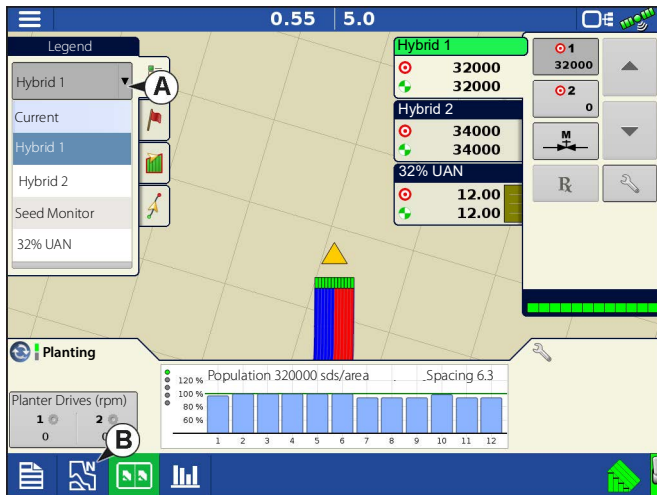 0.55 5.0
Legend
Hybrid 1
A
Current
Hybrid 1
Hybrid 2
Seed Monitor
32% UAN
Hybrid 1
32000
32000
Hybrid 2
34000
34000
32% UAN
12.00
12.00
1
32000
2
0
M
Rx
N
Planting
Planter Drives (rpm)
1 2
0 0
B
Population 320000 sds/area Spacing 6.3
120 %
100 %
80 %
60 %
1 2 3 4 5 6 7 8 9 10 11 12